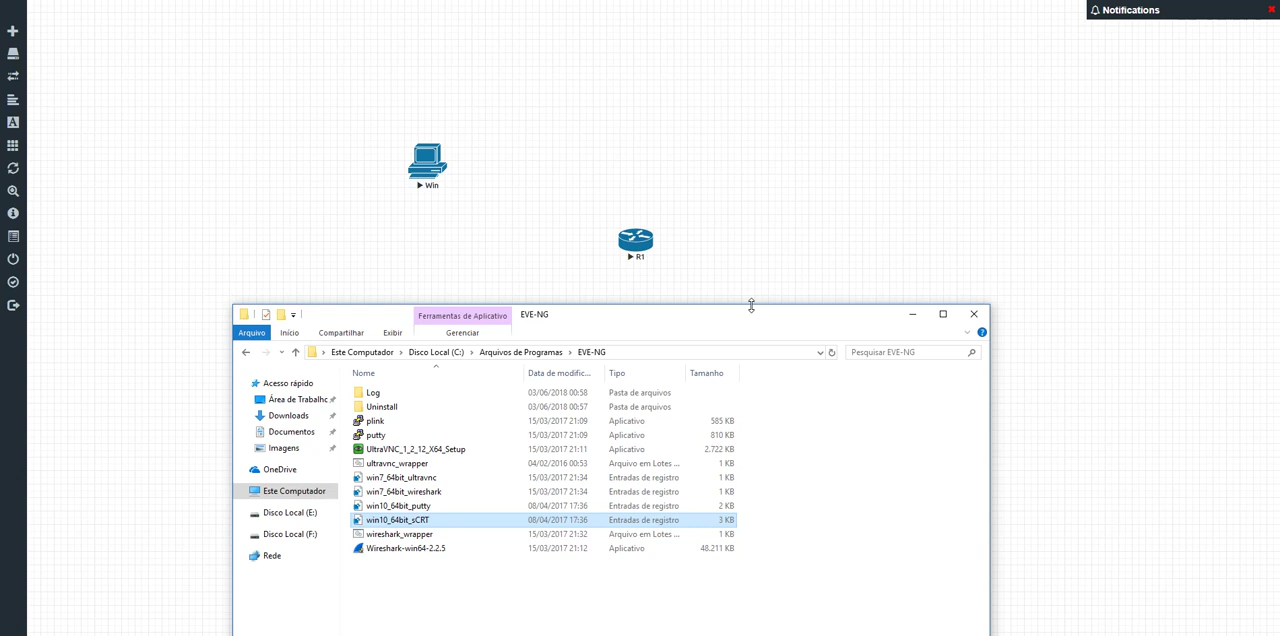 Notifications
Win
R1
Ferramentas de Aplicativo
EVE-NG
Arquivo
Início
Compartilhar
Exibir
Gerenciar
Este Computador
Disco Local (C:)
Arquivos de Programas
EVE-NG
Pesquisar EVE-NG
Acesso rápido
Área de Trabalhc
Downloads
Documentos
Imagens
OneDrive
Este Computador
Disco Local (E:)
Disco Local (F:)
Rede
Nome Data de modific... Tipo Tamanho
Log 03/06/2018 00:58 Pasta de arquivos
Uninstall 03/06/2018 00:57 Pasta de arquivos
plink 15/03/2017 21:09 Aplicativo 585 KB
putty 15/03/2017 21:09 Aplicativo 810 KB
UltraVNC_1_2_12_X64_Setup 15/03/2017 21:11 Aplicativo 2.722 KB
ultravnc_wrapper 04/02/2016 00:53 Arquivo em Lotes ... 1 KB
win7_64bit_ultravnc 15/03/2017 21:34 Entradas de registro 1 KB
win7_64bit_wireshark 15/03/2017 21:34 Entradas de registro 1 KB
win10_64bit_putty 08/04/2017 17:36 Entradas de registro 2 KB
win10_64bit_sCRT 08/04/2017 17:36 Entradas de registro 3 KB
wireshark_wrapper 15/03/2017 21:32 Arquivo em Lotes ... 1 KB
Wireshark-win64-2.2.5 15/03/2017 21:12 Aplicativo 48.211 KB